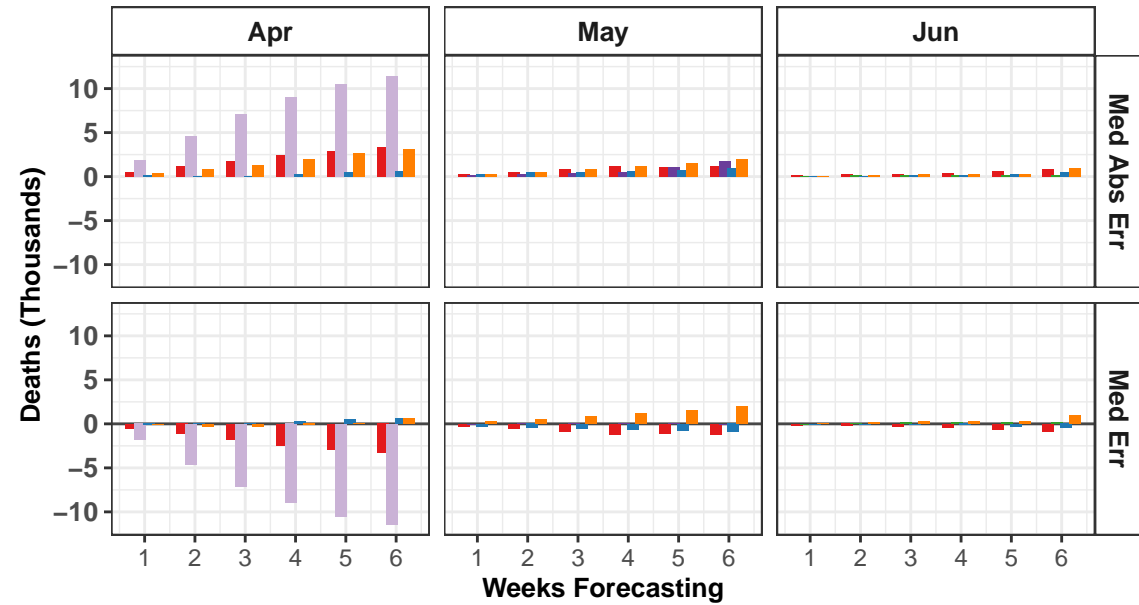 Apr May Jun
10
5
0
−5
−10
Med Abs Err
10
5
0
−5
−10
Med Err
Deaths (Thousands)
1 2 3 4 5 6 1 2 3 4 5 6 1 2 3 4 5 6
Weeks Forecasting